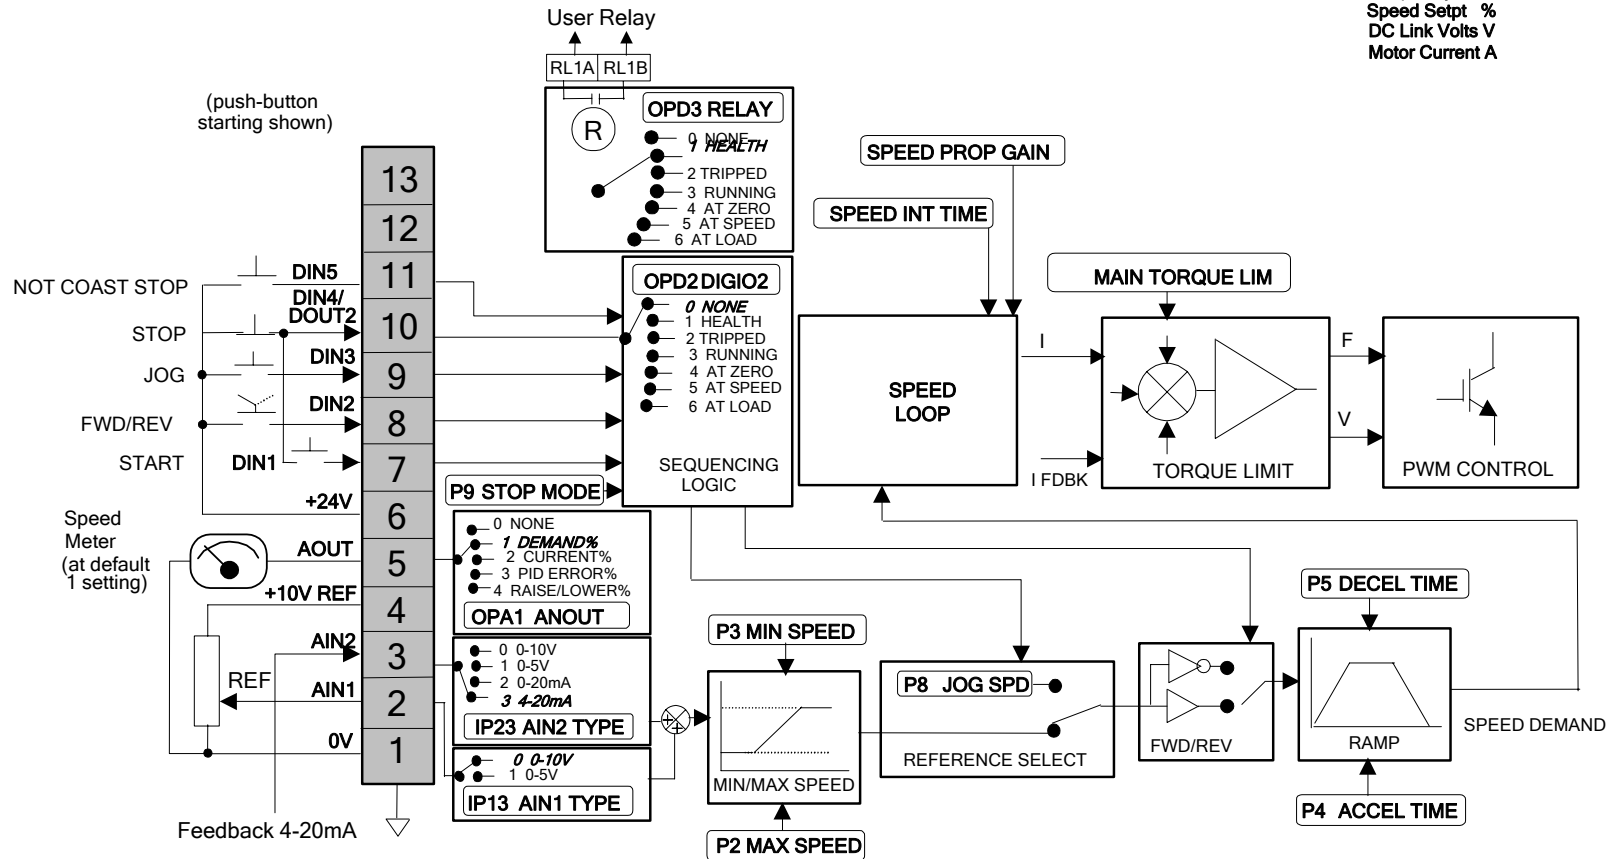 User Relay
RL1A RL1B
Speed Setpt %
DC Link Volts V
Motor Current A
(push-button
starting shown)
OPD3 RELAY
R
0 NONE
1 HEALTH
2 TRIPPED
3 RUNNING
4 AT ZERO
5 AT SPEED
6 AT LOAD
SPEED PROP GAIN
SPEED INT TIME
MAIN TORQUE LIM
13
12
11
10
9
8
7
6
5
4
3
2
1
NOT COAST STOP
DIN5
DIN4/
DOUT2
STOP
DIN3
JOG
DIN2
FWD/REV
START
DIN1
+24V
Speed
Meter
(at default
1 setting)
AOUT
+10V REF
AIN2
REF
AIN1
0V
Feedback 4-20mA
OPD2 DIGIO2
0 NONE
1 HEALTH
2 TRIPPED
3 RUNNING
4 AT ZERO
5 AT SPEED
6 AT LOAD
SEQUENCING
LOGIC
P9 STOP MODE
0 NONE
1 DEMAND%
2 CURRENT%
3 PID ERROR%
4 RAISE/LOWER%
OPA1 ANOUT
0 0-10V
1 0-5V
2 0-20mA
3 4-20mA
IP23 AIN2 TYPE
0 0-10V
1 0-5V
IP13 AIN1 TYPE
SPEED
LOOP
I
I FDBK
TORQUE LIMIT
F
V
PWM CONTROL
P3 MIN SPEED
MIN/MAX SPEED
P2 MAX SPEED
P8 JOG SPD
REFERENCE SELECT
FWD/REV
P5 DECEL TIME
RAMP
P4 ACCEL TIME
SPEED DEMAND